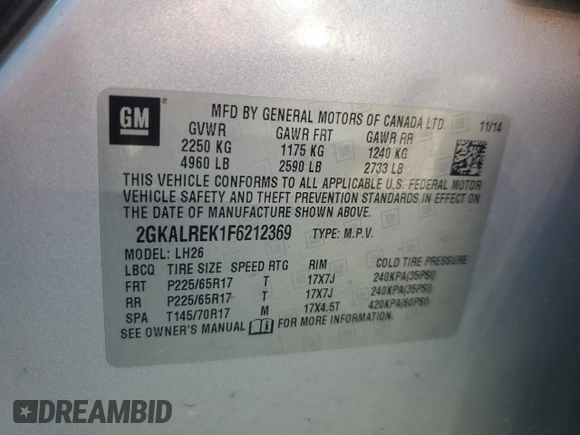 GM
MFD BY GENERAL MOTORS OF CANADA LTD.
11/14
GVWR GAWR FRT GAWR RR
2250 KG 1175 KG 1240 KG
4960 LB 2590 LB 2733 LB
THIS VEHICLE CONFORMS TO ALL APPLICABLE U.S. FEDERAL MOTOR
VEHICLE SAFETY AND THEFT PREVENTION STANDARDS IN EFFECT ON
THE DATE OF MANUFACTURE SHOWN ABOVE.
2GKALREK1F6212369 TYPE: M.P.V.
MODEL: LH26
LBCQ TIRE SIZE SPEED RTG RIM COLD TIRE PRESSURE
FRT P225/65R17 T 17X7J 240KPA(35PSI)
RR P225/65R17 T 17X7J 240KPA(35PSI)
SPA T145/70R17 M 17X4.5T 420KPA(60PSI)
SEE OWNER'S MANUAL FOR MORE INFORMATION.
DREAMBID